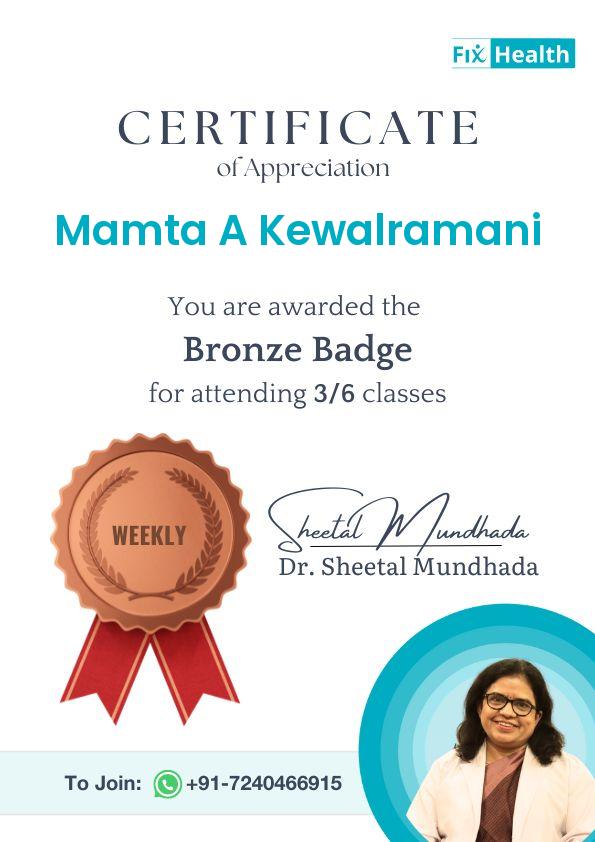 Fix Health
CERTIFICATE
of Appreciation
Mamta A Kewalramani
You are awarded the
Bronze Badge
for attending 3/6 classes
WEEKLY
Sheetal Mundhada
Dr. Sheetal Mundhada
To Join: +91-7240466915